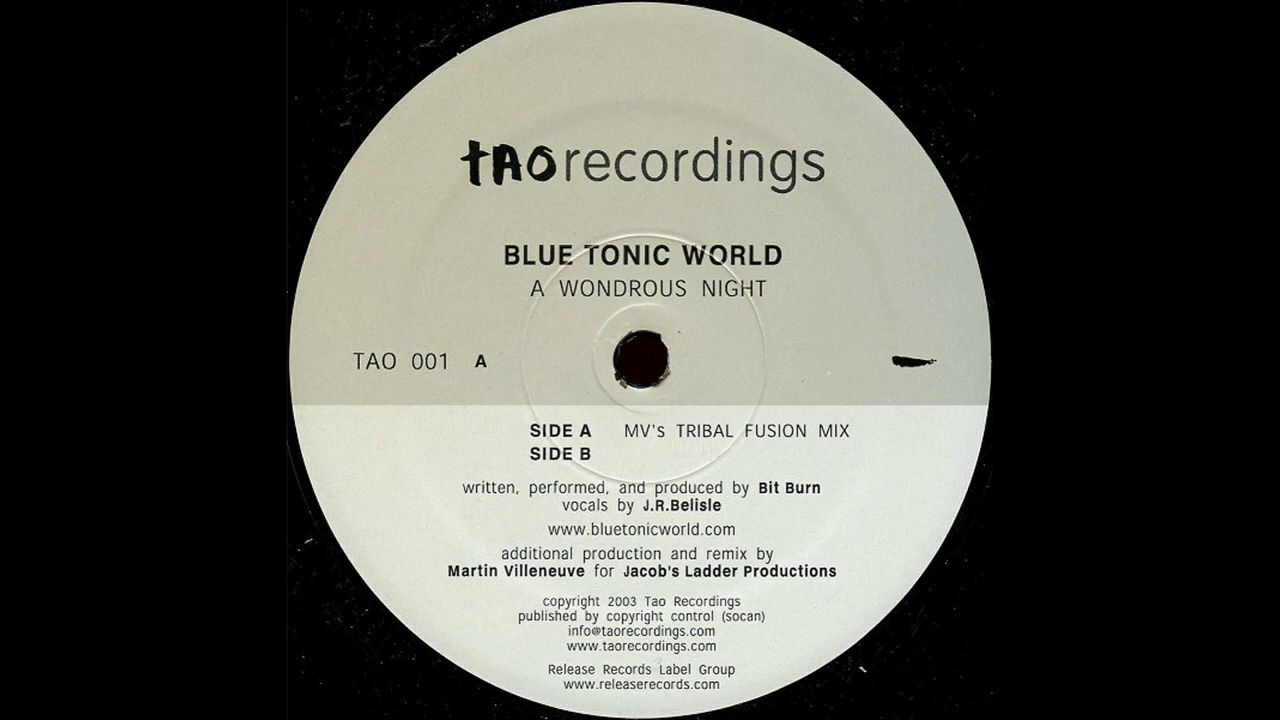 tAOrecordings
BLUE TONIC WORLD
A WONDROUS NIGHT
TAO 001 A
SIDE A MV's TRIBAL FUSION MIX
SIDE B
written, performed, and produced by Bit Burn
vocals by J.R.Belisle
www.bluetonicworld.com
additional production and remix by
Martin Villeneuve for Jacob's Ladder Productions
copyright 2003 Tao Recordings
published by copyright control (socan)
info@taorecordings.com
www.taorecordings.com
Release Records Label Group
www.releaserecords.com